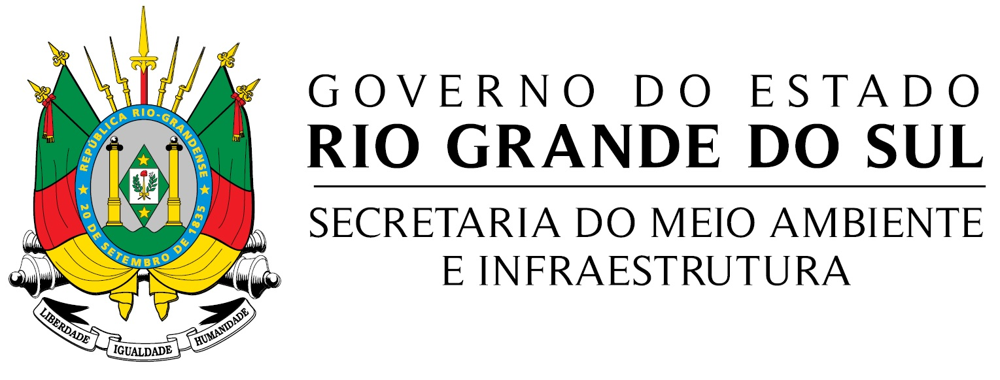 REPÚBLICA RIO-GRANDENSE
20 DE SETEMBRO DE 1835
LIBERDADE IGUALDADE HUMANIDADE
GOVERNO DO ESTADO
RIO GRANDE DO SUL
SECRETARIA DO MEIO AMBIENTE
E INFRAESTRUTURA